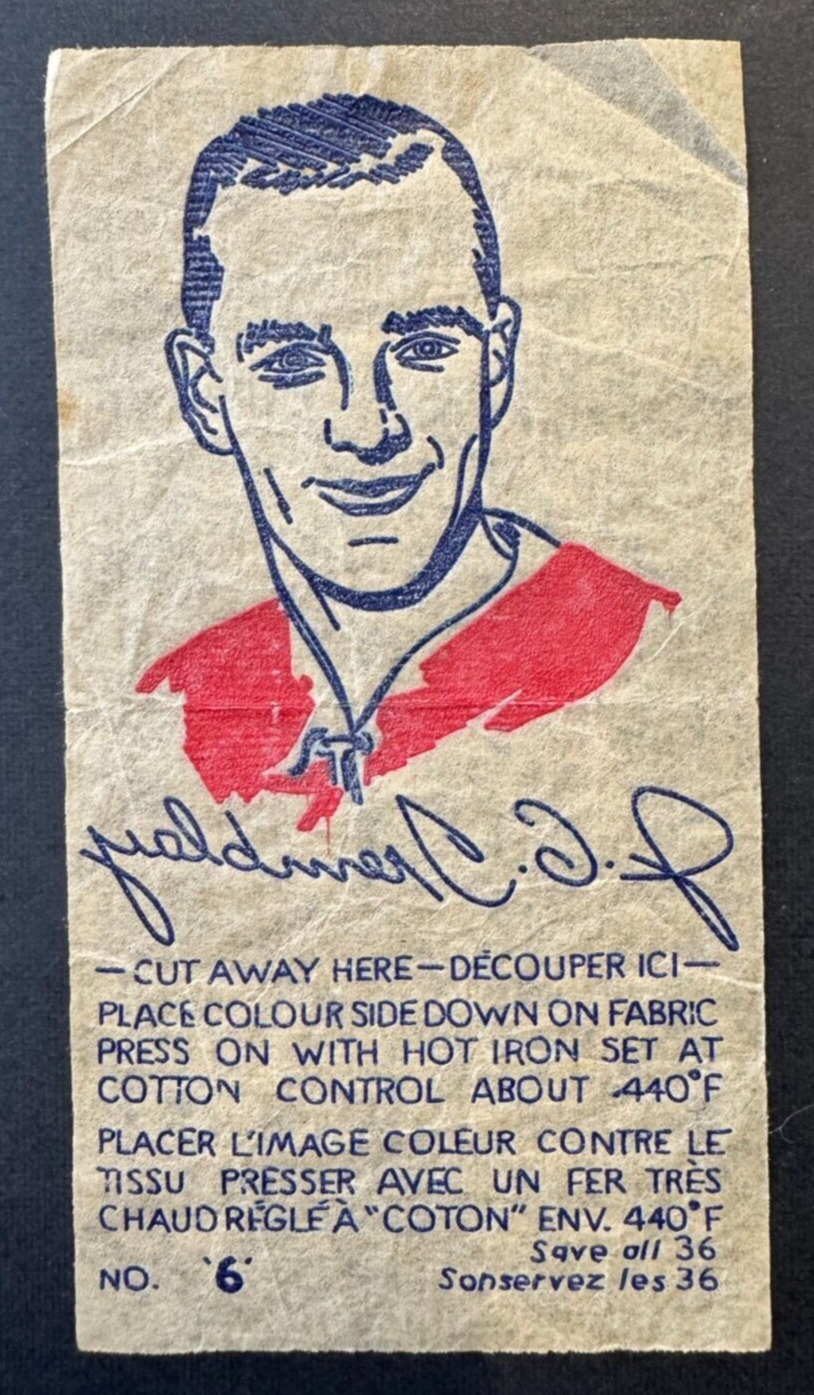 J.C. Tremblay
—CUT AWAY HERE—DÉCOUPER ICI—
PLACE COLOUR SIDE DOWN ON FABRIC
PRESS ON WITH HOT IRON SET AT
COTTON CONTROL ABOUT 440°F
PLACER L'IMAGE COLEUR CONTRE LE
TISSU PRESSER AVEC UN FER TRÈS
CHAUD RÉGLÉ À "COTON" ENV. 440°F
Save all 36
NO. '6' Sonservez les 36